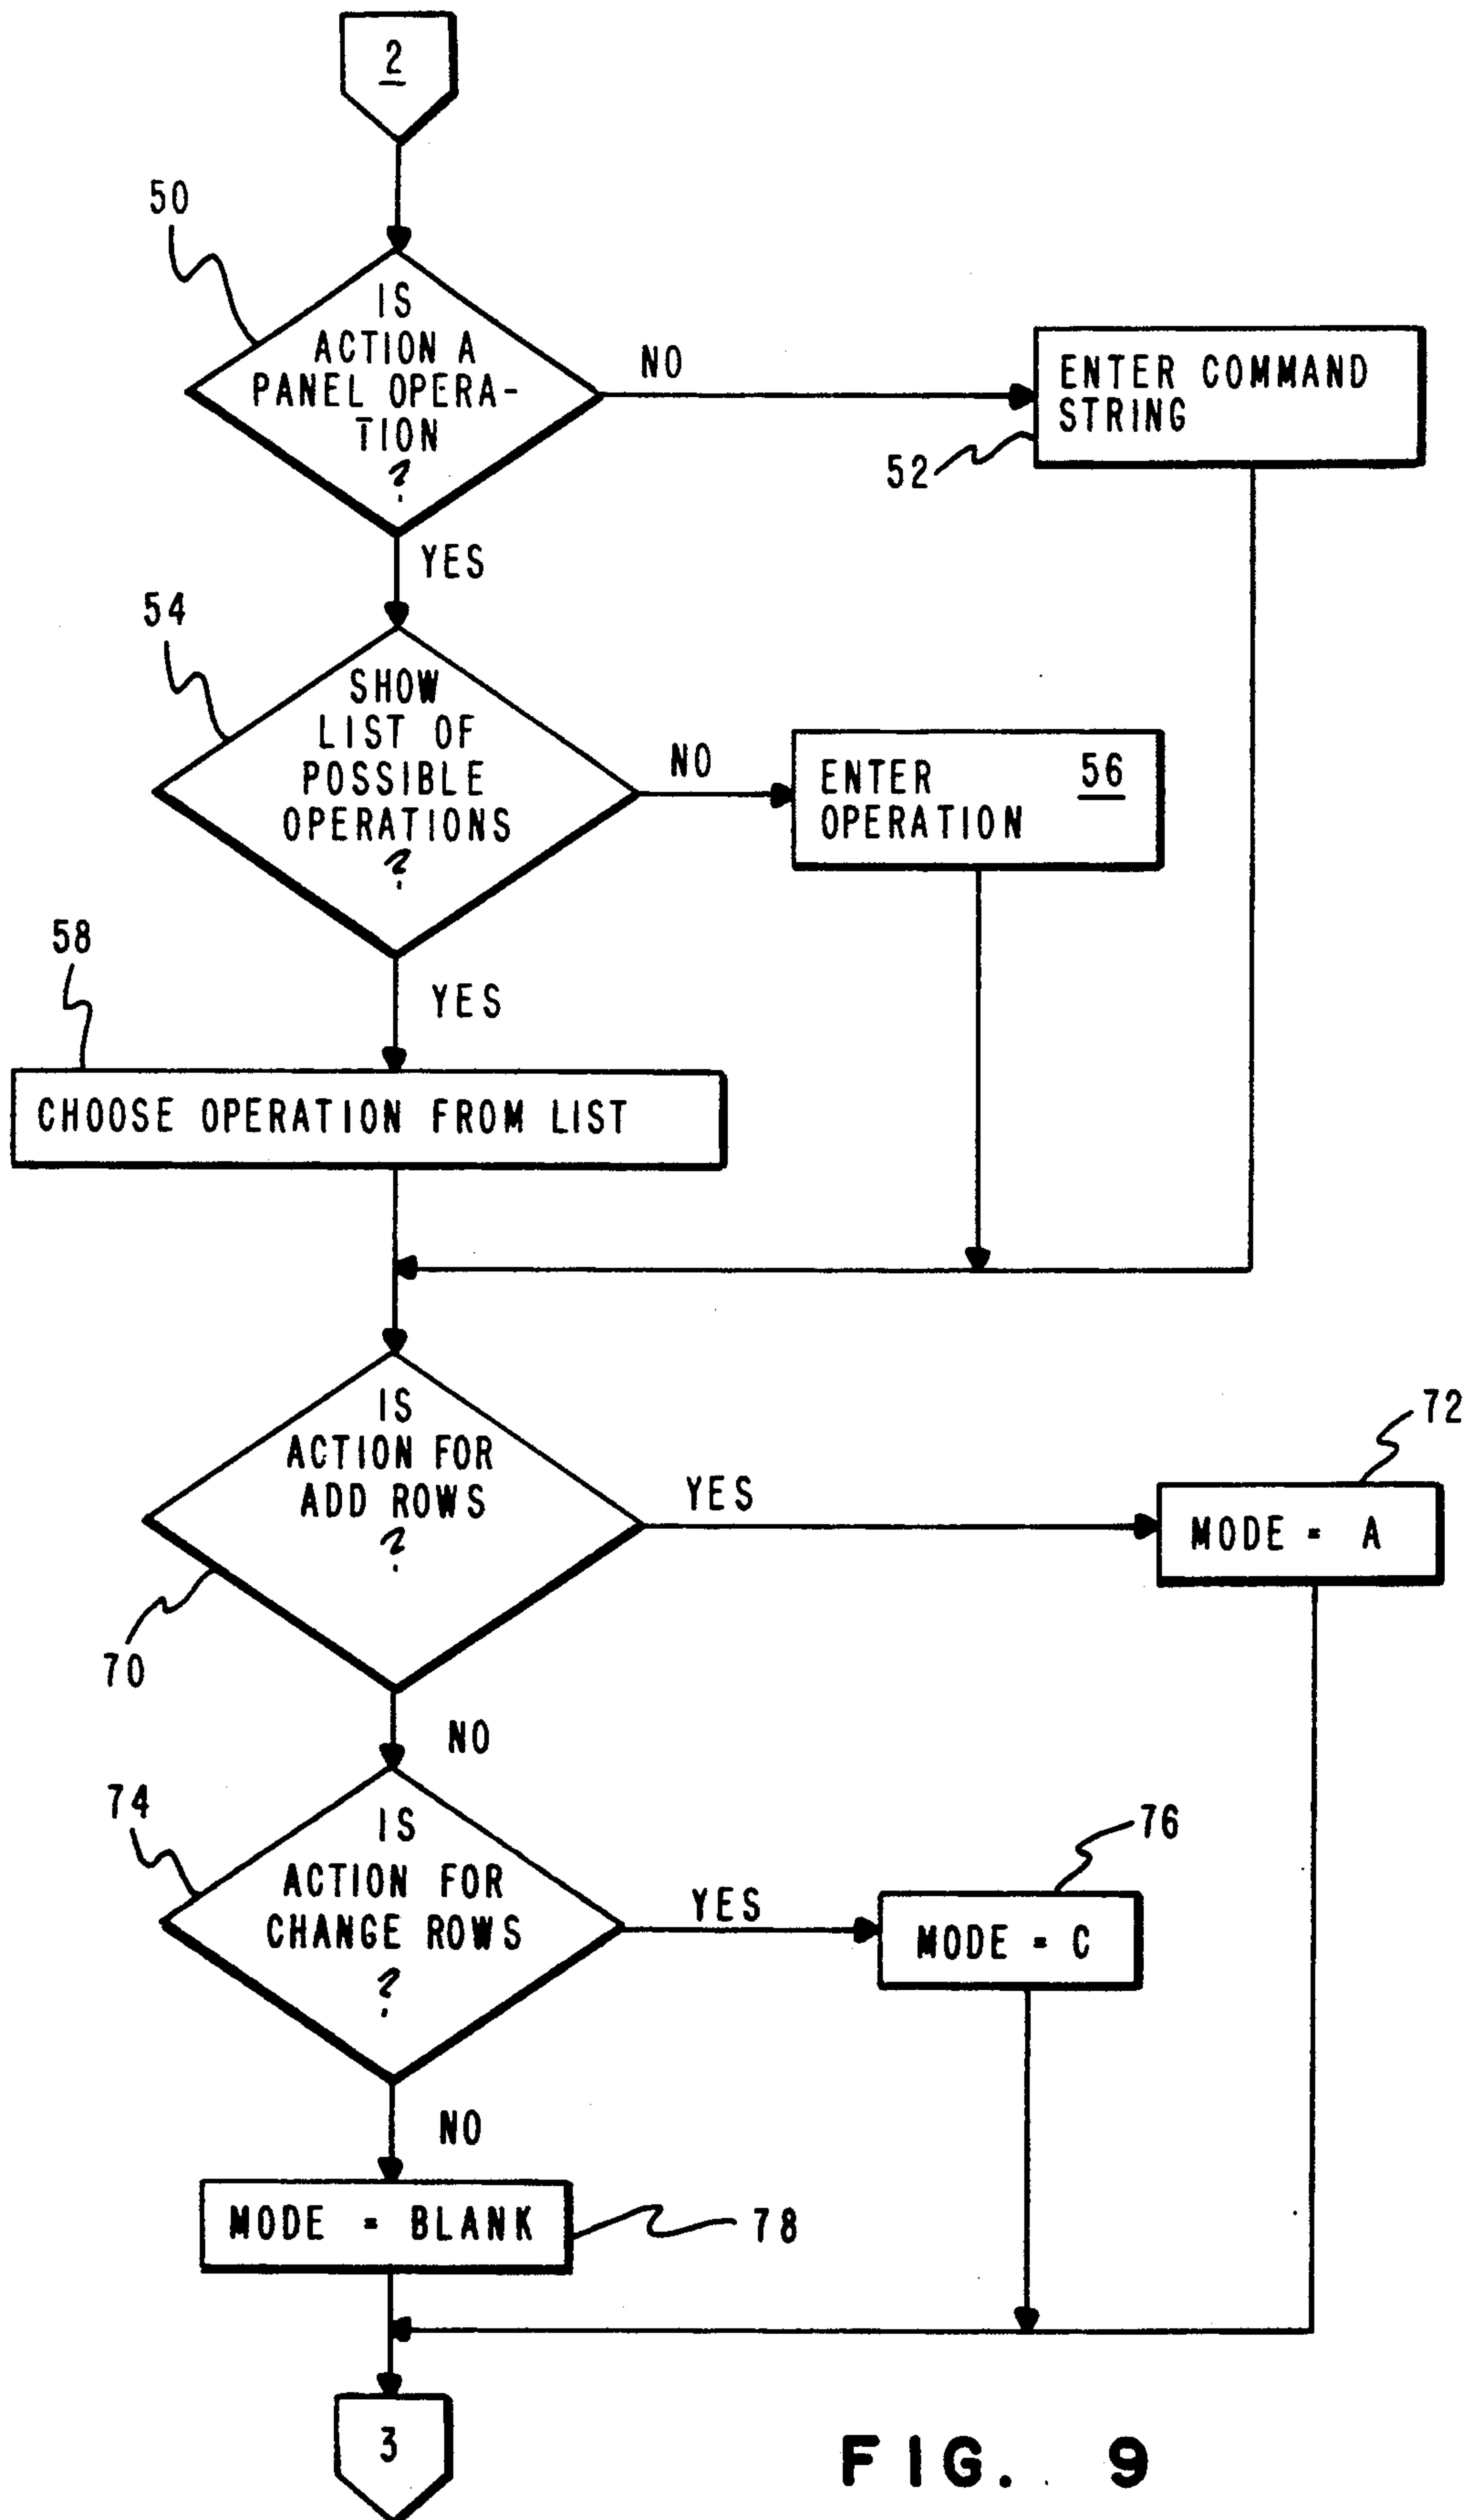 2
50
IS
ACTION A
PANEL OPERA-
TION
?
NO
ENTER COMMAND
STRING
52
YES
54
SHOW
LIST OF
POSSIBLE
OPERATIONS
?
NO
ENTER
OPERATION
56
58
YES
CHOOSE OPERATION FROM LIST
IS
ACTION FOR
ADD ROWS
?
YES
72
MODE = A
70
NO
74
IS
ACTION FOR
CHANGE ROWS
?
YES
76
MODE = C
NO
MODE = BLANK
78
3
FIG. 9